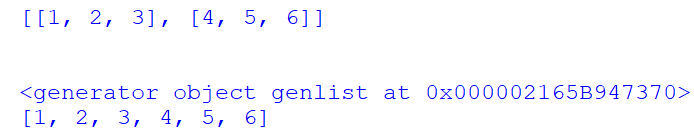 [[1, 2, 3], [4, 5, 6]]
<generator object genlist at 0x000002165B947370>
[1, 2, 3, 4, 5, 6]